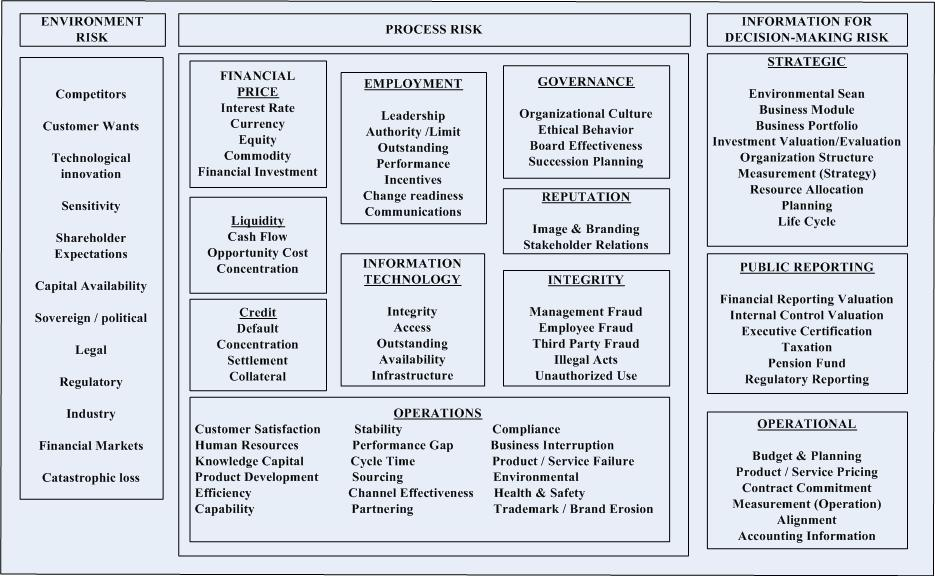 ENVIRONMENT
RISK
Competitors
Customer Wants
Technological
innovation
Sensitivity
Shareholder
Expectations
Capital Availability
Sovereign / political
Legal
Regulatory
Industry
Financial Markets
Catastrophic loss
PROCESS RISK
FINANCIAL
PRICE
Interest Rate
Currency
Equity
Commodity
Financial Investment
Liquidity
Cash Flow
Opportunity Cost
Concentration
Credit
Default
Concentration
Settlement
Collateral
EMPLOYMENT
Leadership
Authority /Limit
Outstanding
Performance
Incentives
Change readiness
Communications
INFORMATION
TECHNOLOGY
Integrity
Access
Outstanding
Availability
Infrastructure
GOVERNANCE
Organizational Culture
Ethical Behavior
Board Effectiveness
Succession Planning
REPUTATION
Image & Branding
Stakeholder Relations
INTEGRITY
Management Fraud
Employee Fraud
Third Party Fraud
Illegal Acts
Unauthorized Use
OPERATIONS
Customer Satisfaction
Human Resources
Knowledge Capital
Product Development
Efficiency
Capability
Stability
Performance Gap
Cycle Time
Sourcing
Channel Effectiveness
Partnering
Compliance
Business Interruption
Product / Service Failure
Environmental
Health & Safety
Trademark / Brand Erosion
INFORMATION FOR
DECISION-MAKING RISK
STRATEGIC
Environmental Sean
Business Module
Business Portfolio
Investment Valuation/Evaluation
Organization Structure
Measurement (Strategy)
Resource Allocation
Planning
Life Cycle
PUBLIC REPORTING
Financial Reporting Valuation
Internal Control Valuation
Executive Certification
Taxation
Pension Fund
Regulatory Reporting
OPERATIONAL
Budget & Planning
Product / Service Pricing
Contract Commitment
Measurement (Operation)
Alignment
Accounting Information